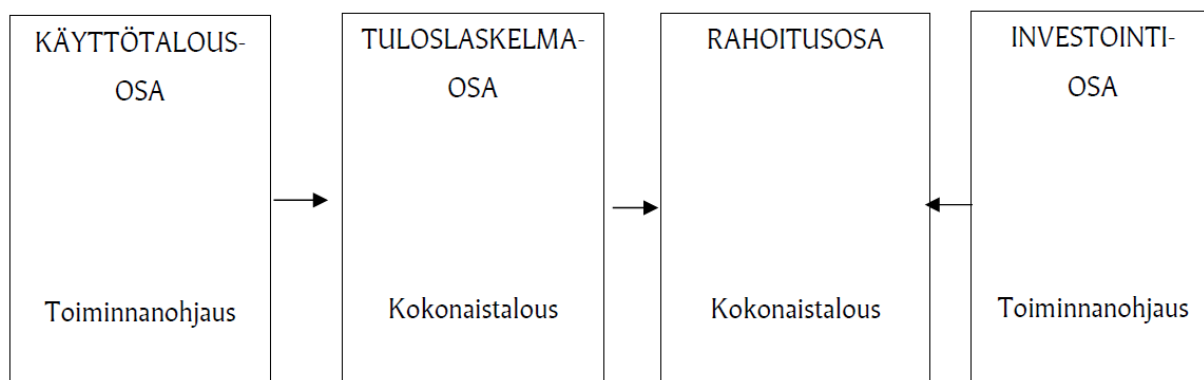 KÄYTTÖTALOUS-
OSA
Toiminnanohjaus
TULOSLASKELMA-
OSA
Kokonaistalous
RAHOITUSOSA
Kokonaistalous
INVESTOINTI-
OSA
Toiminnanohjaus